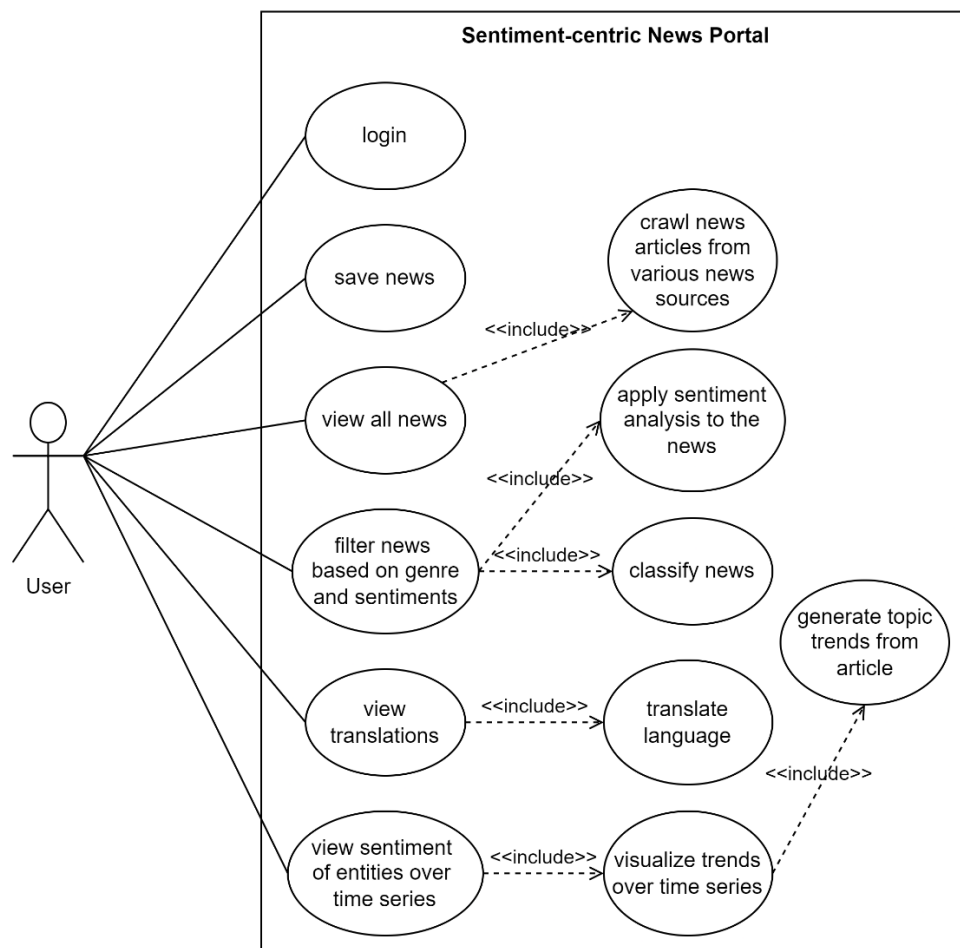 Sentiment-centric News Portal
login
crawl news
articles from
various news
sources
save news
<<include>>
view all news
apply sentiment
analysis to the
news
<<include>>
filter news
based on genre
and sentiments
<<include>>
classify news
User
generate topic
trends from
article
view
translations
<<include>>
translate
language
<<include>>
view sentiment
of entities over
time series
<<include>>
visualize trends
over time series